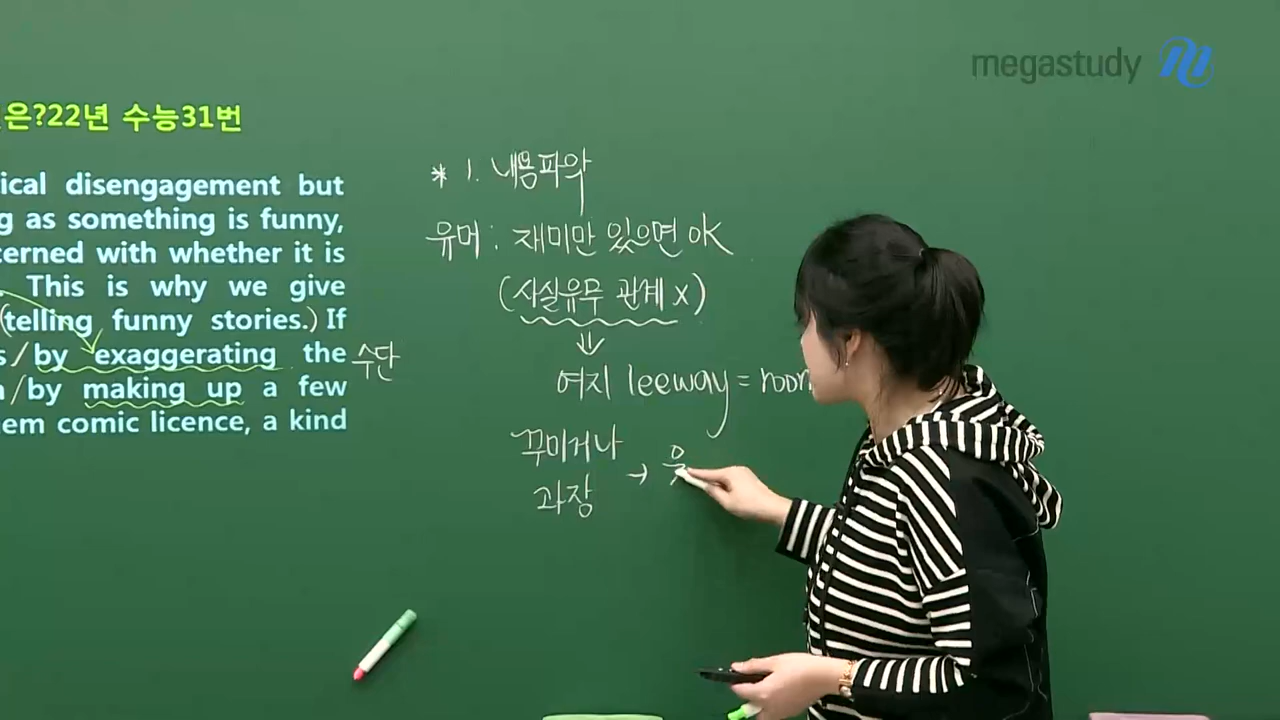 megastudy
은?22년 수능31번
ical disengagement but
g as something is funny,
cerned with whether it is
. This is why we give
(telling funny stories.) If
s/by exaggerating the 수단
n/by making up a few
em comic licence, a kind
* 1. 내용파악
유머: 재미만 있으면 OK
(사실유무 관계 x)
⇓
여지 leeway = room
꾸미거나
과장 → 웃